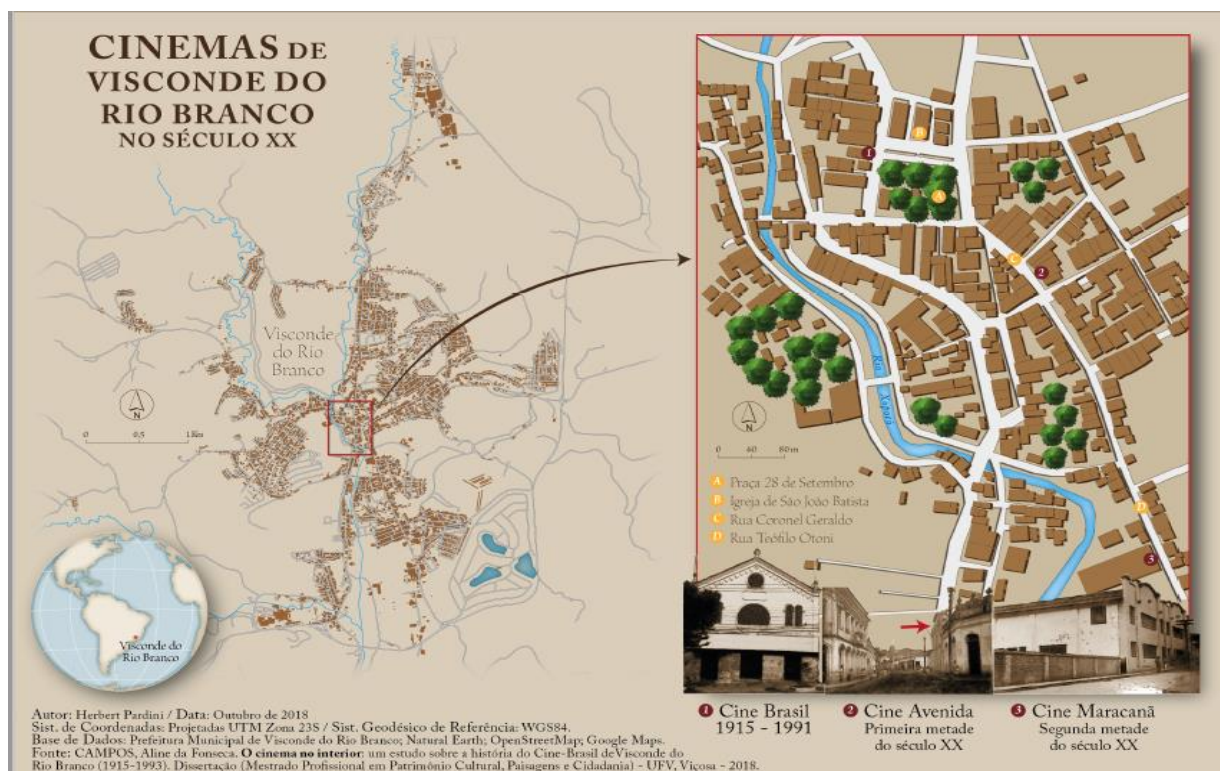 CINEMAS DE
VISCONDE DO
RIO BRANCO
NO SÉCULO XX
Visconde
do Rio
Branco
N
0 0,5 1 Km
Visconde do
Rio Branco
1
B
A
C
2
Rio Xopotó
N
0 40 80 m
A Praça 28 de Setembro
B Igreja de São João Batista
C Rua Coronel Geraldo
D Rua Teófilo Otoni
D
3
1 Cine Brasil
1915 - 1991
2 Cine Avenida
Primeira metade
do século XX
3 Cine Maracanã
Segunda metade
do século XX
Autor: Herbert Pardini / Data: Outubro de 2018
Sist. de Coordenadas: Projetadas UTM Zona 23S / Sist. Geodésico de Referência: WGS84.
Base de Dados: Prefeitura Municipal de Visconde do Rio Branco; Natural Earth; OpenStreetMap; Google Maps.
Fonte: CAMPOS, Aline da Fonseca. O cinema no interior: um estudo sobre a história do Cine-Brasil deVisconde do
Rio Branco (1915-1993). Dissertação (Mestrado Profissional em Patrimônio Cultural, Paisagens e Cidadania) - UFV, Viçosa - 2018.